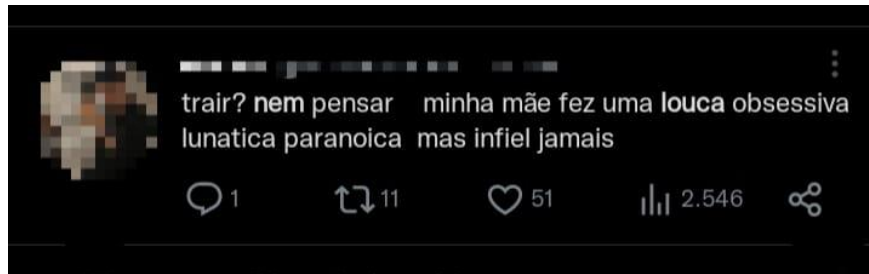 trair? nem pensar minha mãe fez uma louca obsessiva
lunatica paranoica mas infiel jamais
1 11 51 2.546